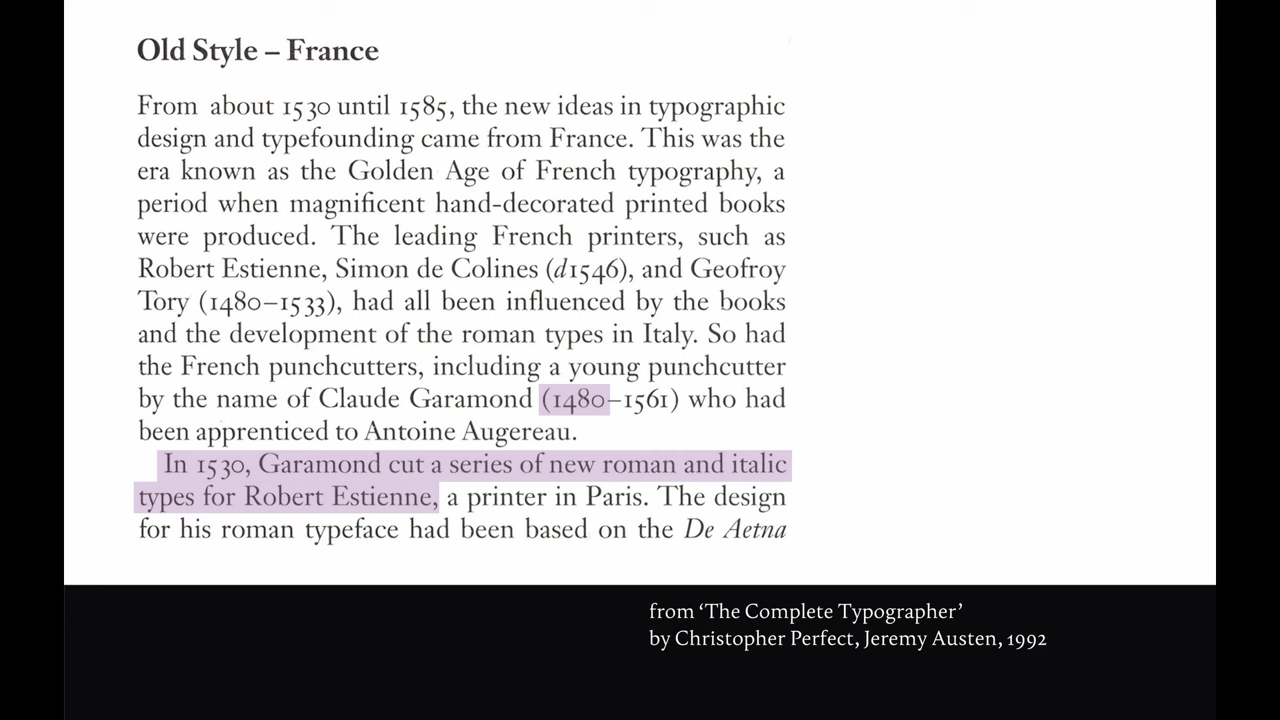 Old Style – France
From about 1530 until 1585, the new ideas in typographic
design and typefounding came from France. This was the
era known as the Golden Age of French typography, a
period when magnificent hand-decorated printed books
were produced. The leading French printers, such as
Robert Estienne, Simon de Colines (d1546), and Geofroy
Tory (1480–1533), had all been influenced by the books
and the development of the roman types in Italy. So had
the French punchcutters, including a young punchcutter
by the name of Claude Garamond (1480–1561) who had
been apprenticed to Antoine Augereau.
In 1530, Garamond cut a series of new roman and italic
types for Robert Estienne, a printer in Paris. The design
for his roman typeface had been based on the De Aetna
from ‘The Complete Typographer’
by Christopher Perfect, Jeremy Austen, 1992